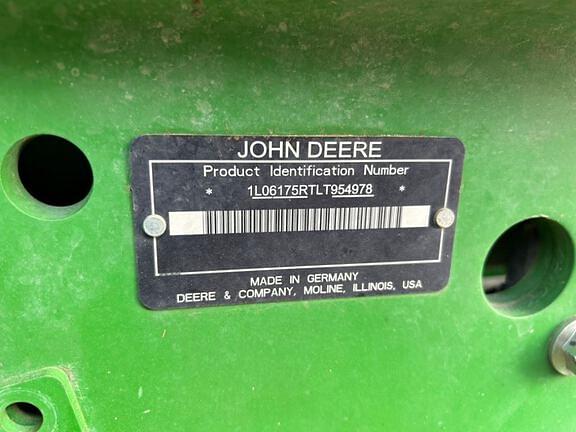 JOHN DEERE
Product Identification Number
* 1L06175RTLT954978 *
MADE IN GERMANY
DEERE & COMPANY, MOLINE, ILLINOIS, USA